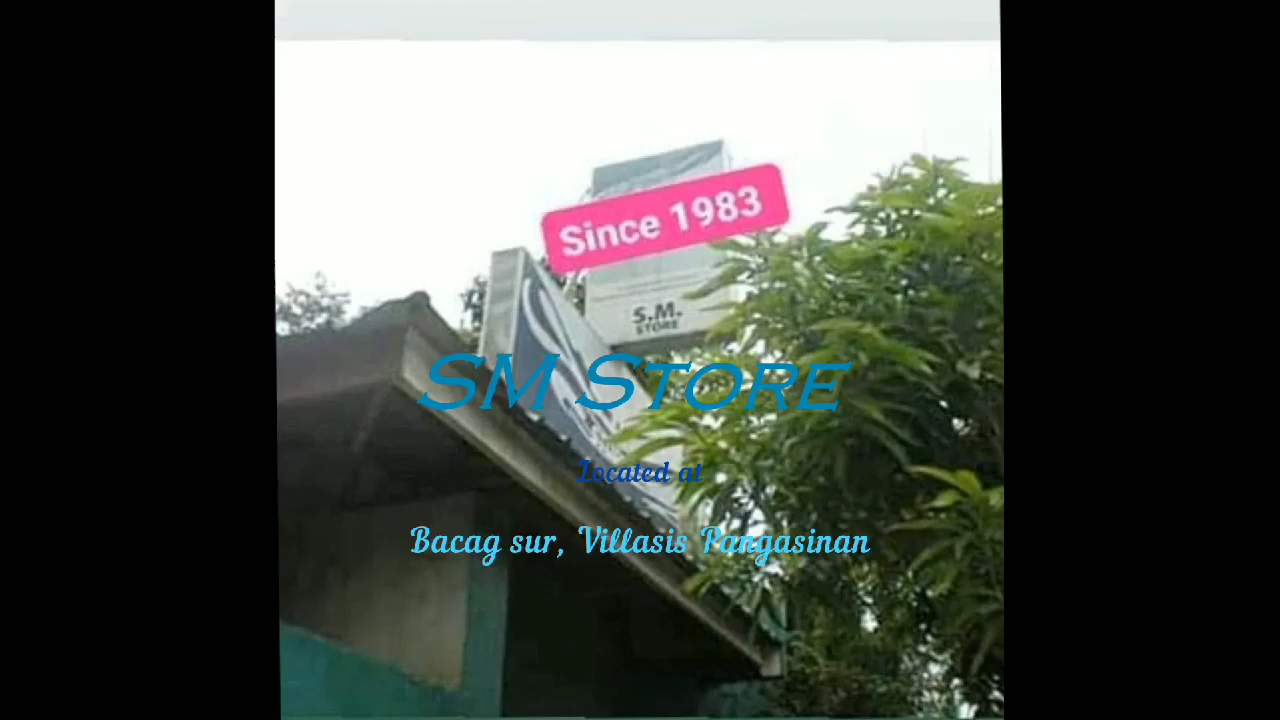 Since 1983
S.M.
STORE
SM STORE
Located at
Bacag sur, Villasis Pangasinan